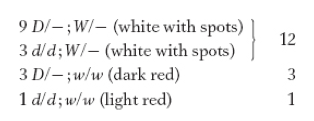 9 D/–; W/– (white with spots)
3 d/d; W/– (white with spots) } 12
3 D/–; w/w (dark red) 3
1 d/d; w/w (light red) 1